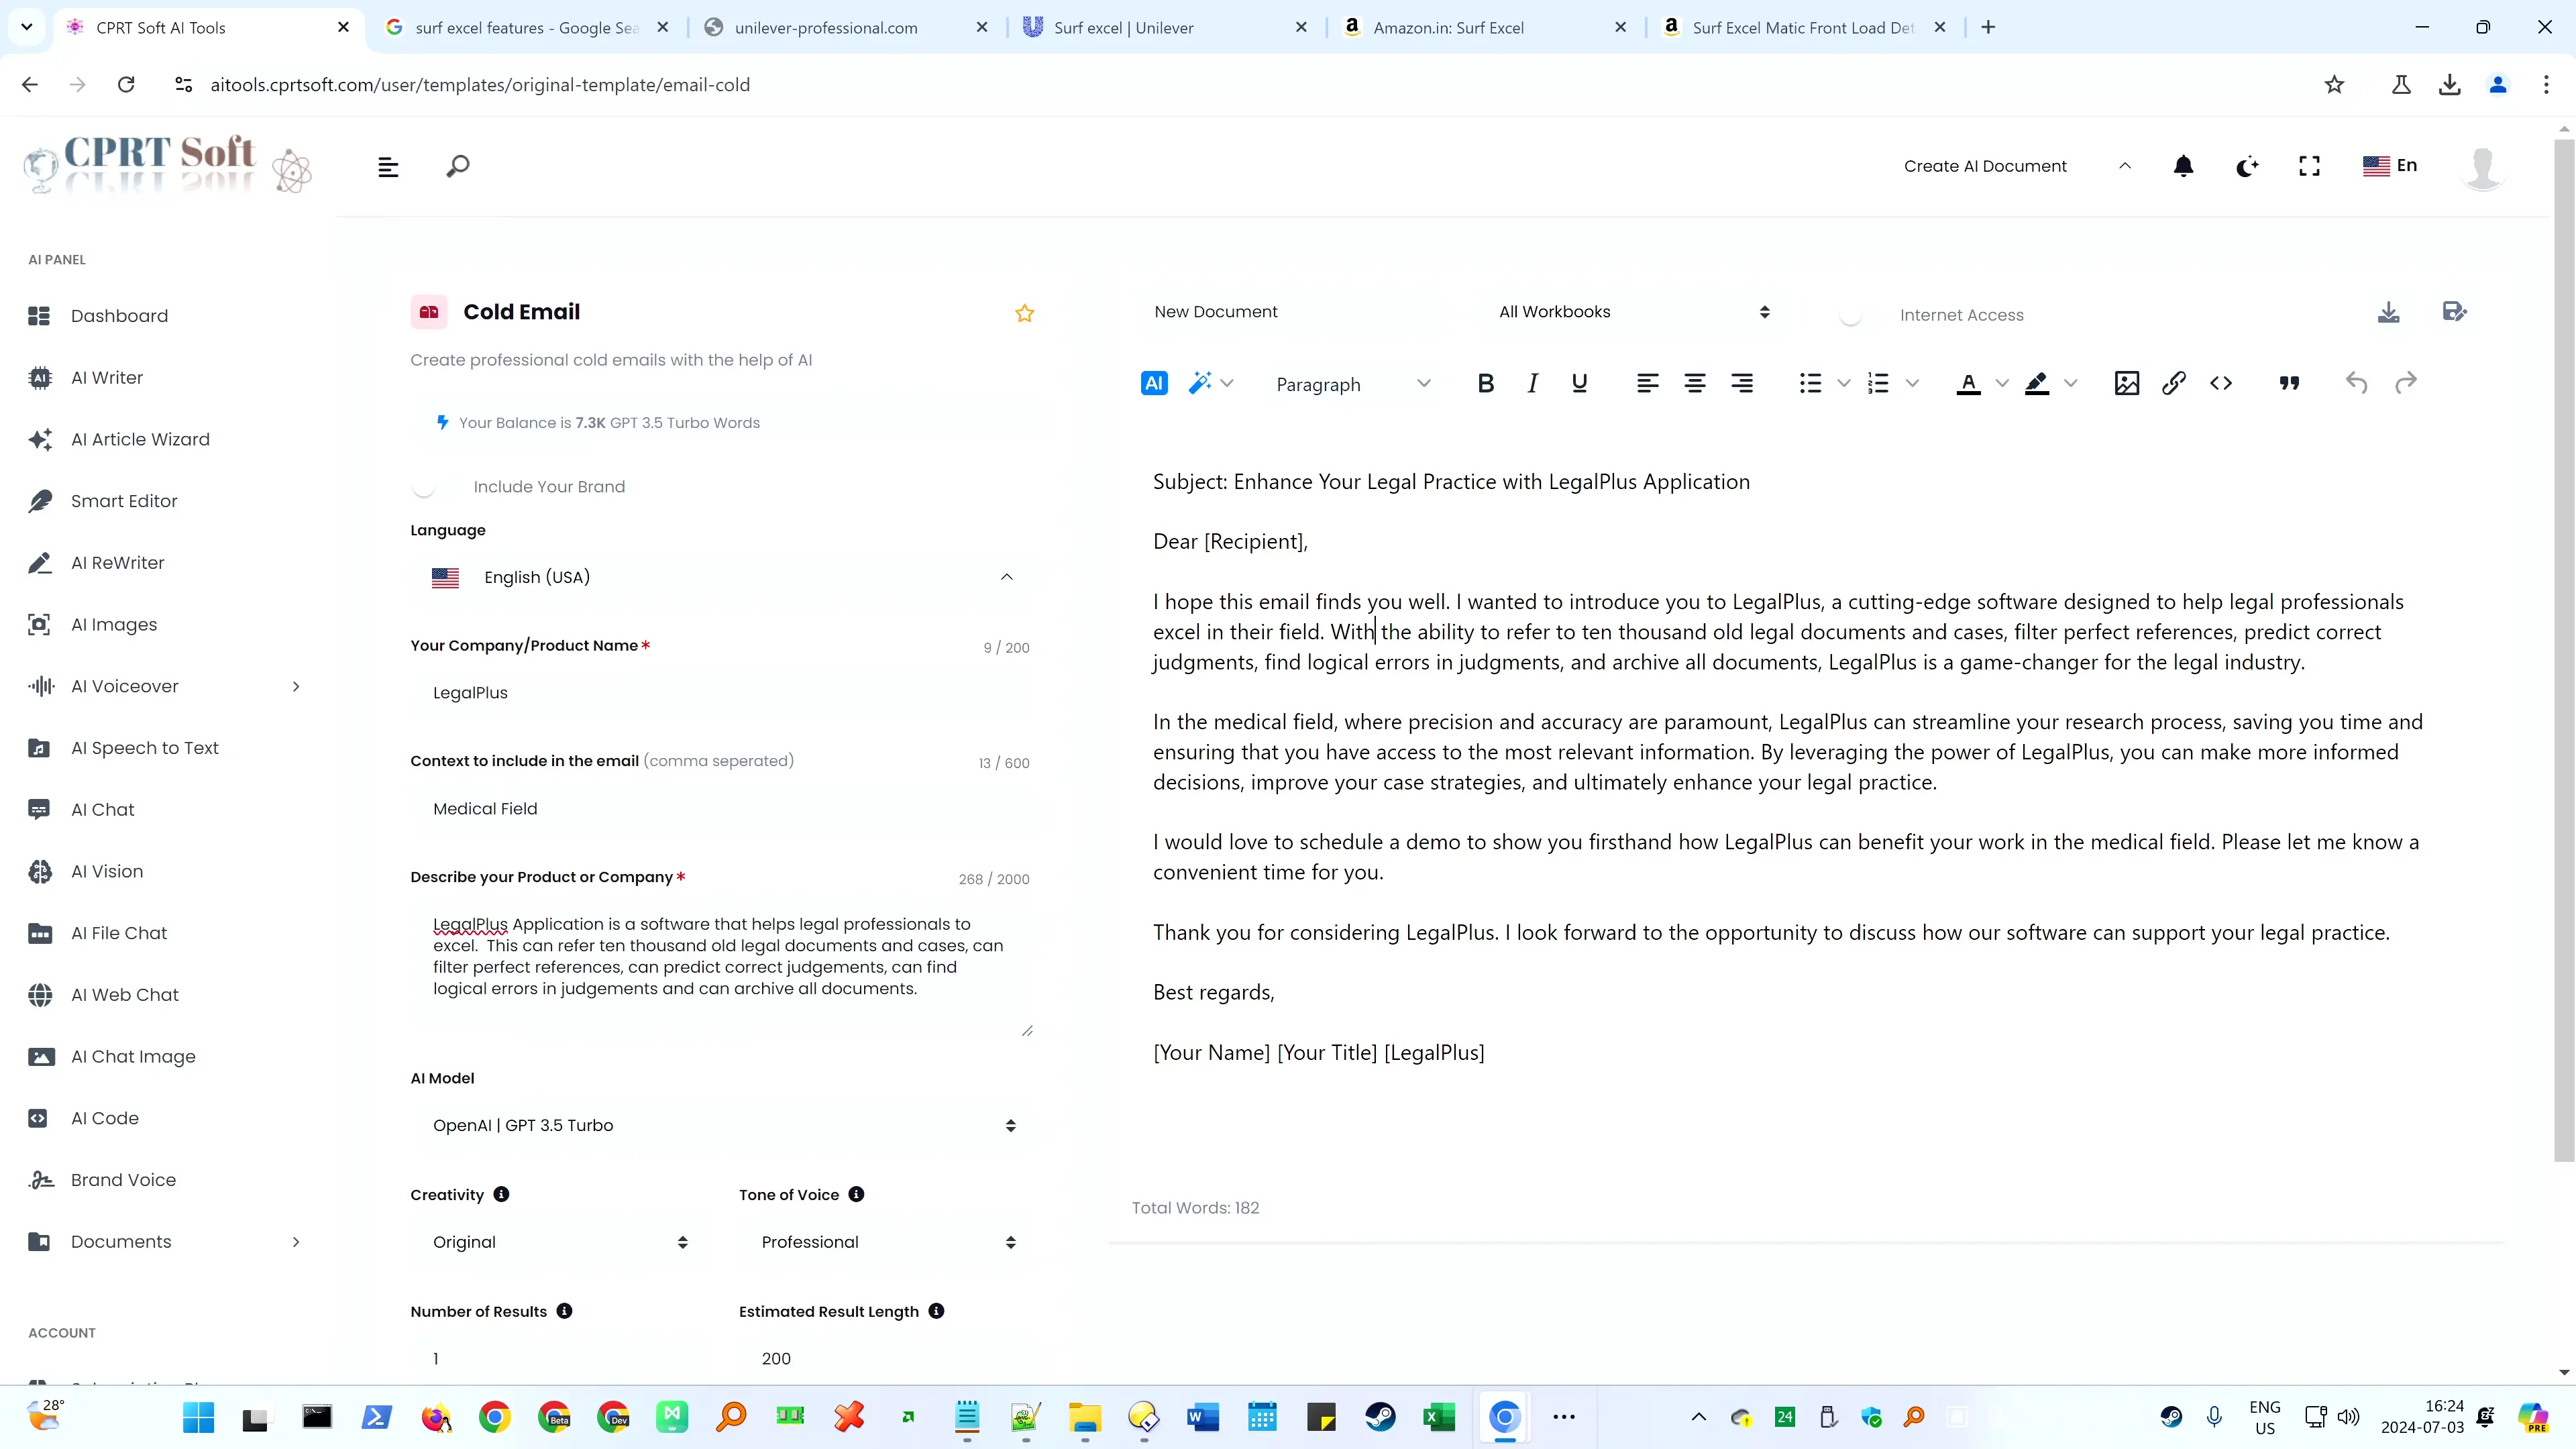 CPRT Soft AI Tools
surf excel features - Google Sea
unilever-professional.com
Surf excel | Unilever
Amazon.in: Surf Excel
Surf Excel Matic Front Load Det
aitools.cprtsoft.com/user/templates/original-template/email-cold
CPRT Soft
Create AI Document
En
AI PANEL
Dashboard
AI Writer
AI Article Wizard
Smart Editor
AI ReWriter
AI Images
AI Voiceover
AI Speech to Text
AI Chat
AI Vision
AI File Chat
AI Web Chat
AI Chat Image
AI Code
Brand Voice
Documents
ACCOUNT
Cold Email
Create professional cold emails with the help of AI
Your Balance is 7.3K GPT 3.5 Turbo Words
Include Your Brand
Language
English (USA)
Your Company/Product Name *
9 / 200
LegalPlus
Context to include in the email (comma seperated)
13 / 600
Medical Field
Describe your Product or Company *
268 / 2000
LegalPlus Application is a software that helps legal professionals to
excel. This can refer ten thousand old legal documents and cases, can
filter perfect references, can predict correct judgements, can find
logical errors in judgements and can archive all documents.
AI Model
OpenAI | GPT 3.5 Turbo
Creativity
Tone of Voice
Original
Professional
Number of Results
Estimated Result Length
1
200
New Document
All Workbooks
Internet Access
AI
Paragraph
Subject: Enhance Your Legal Practice with LegalPlus Application
Dear [Recipient],
I hope this email finds you well. I wanted to introduce you to LegalPlus, a cutting-edge software designed to help legal professionals
excel in their field. With the ability to refer to ten thousand old legal documents and cases, filter perfect references, predict correct
judgments, find logical errors in judgments, and archive all documents, LegalPlus is a game-changer for the legal industry.
In the medical field, where precision and accuracy are paramount, LegalPlus can streamline your research process, saving you time and
ensuring that you have access to the most relevant information. By leveraging the power of LegalPlus, you can make more informed
decisions, improve your case strategies, and ultimately enhance your legal practice.
I would love to schedule a demo to show you firsthand how LegalPlus can benefit your work in the medical field. Please let me know a
convenient time for you.
Thank you for considering LegalPlus. I look forward to the opportunity to discuss how our software can support your legal practice.
Best regards,
[Your Name] [Your Title] [LegalPlus]
Total Words: 182
28°
Beta
Dev
24
ENG
US
16:24
2024-07-03
PRE